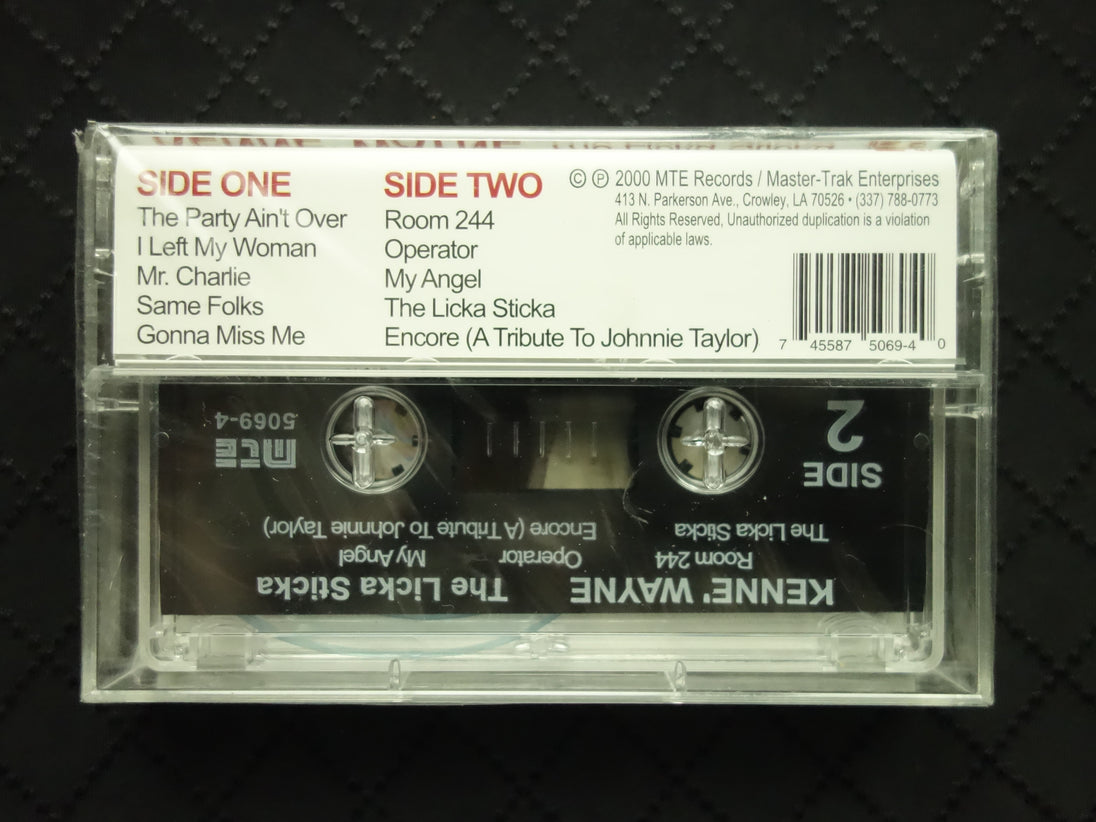 SIDE ONE
The Party Ain't Over
I Left My Woman
Mr. Charlie
Same Folks
Gonna Miss Me
SIDE TWO
Room 244
Operator
My Angel
The Licka Sticka
Encore (A Tribute To Johnnie Taylor)
© ℗ 2000 MTE Records / Master-Trak Enterprises
413 N. Parkerson Ave., Crowley, LA 70526 • (337) 788-0773
All Rights Reserved, Unauthorized duplication is a violation
of applicable laws.
7 45587 5069-4 0
KENNE' WAYNE The Licka Sticka
Room 244 Operator My Angel
The Licka Sticka Encore (A Tribute To Johnnie Taylor)
SIDE
2
MTE
5069-4